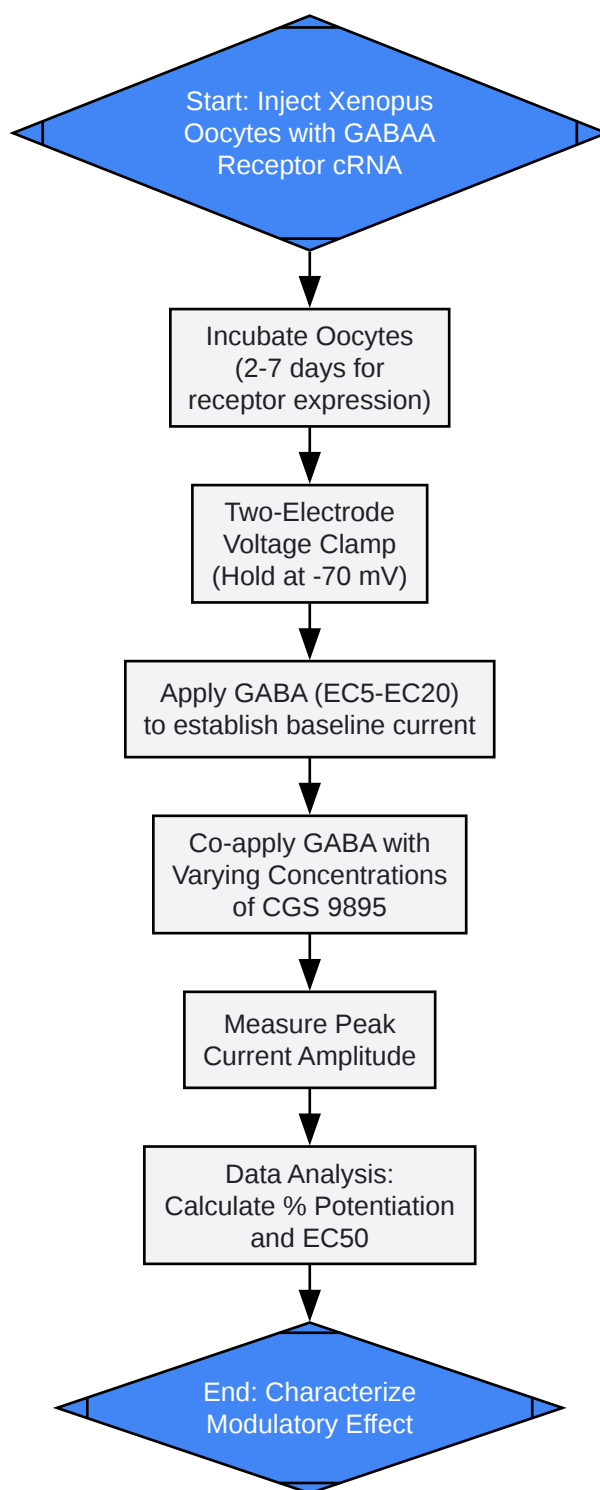 Start: Inject Xenopus
Oocytes with GABAA
Receptor cRNA
Incubate Oocytes
(2-7 days for
receptor expression)
Two-Electrode
Voltage Clamp
(Hold at -70 mV)
Apply GABA (EC5-EC20)
to establish baseline current
Co-apply GABA with
Varying Concentrations
of CGS 9895
Measure Peak
Current Amplitude
Data Analysis:
Calculate % Potentiation
and EC50
End: Characterize
Modulatory Effect